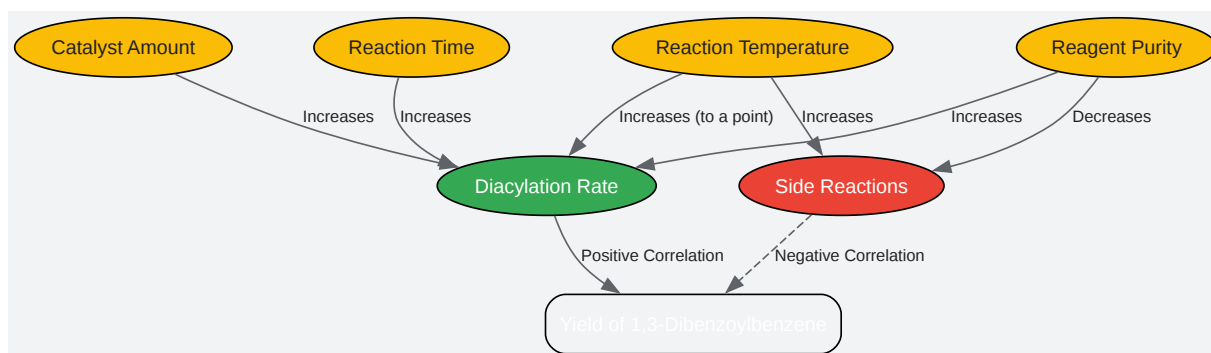 Catalyst Amount
Reaction Time
Reaction Temperature
Reagent Purity
Increases
Increases
Increases (to a point)
Increases
Increases
Decreases
Diacylation Rate
Side Reactions
Positive Correlation
Negative Correlation
Yield of 1,3-Dibenzoylbenzene